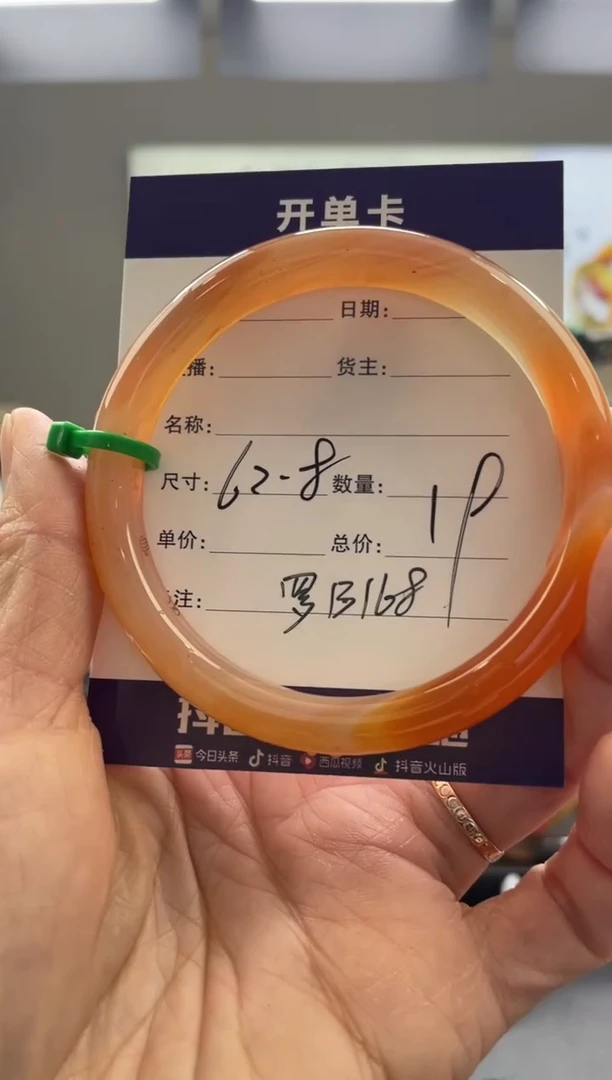 开单卡
日期:
播: 货主:
名称:
尺寸: 62-8 数量:
单价: 总价: 19
注: 罗B168
今日头条 抖音 西瓜视频 抖音火山版